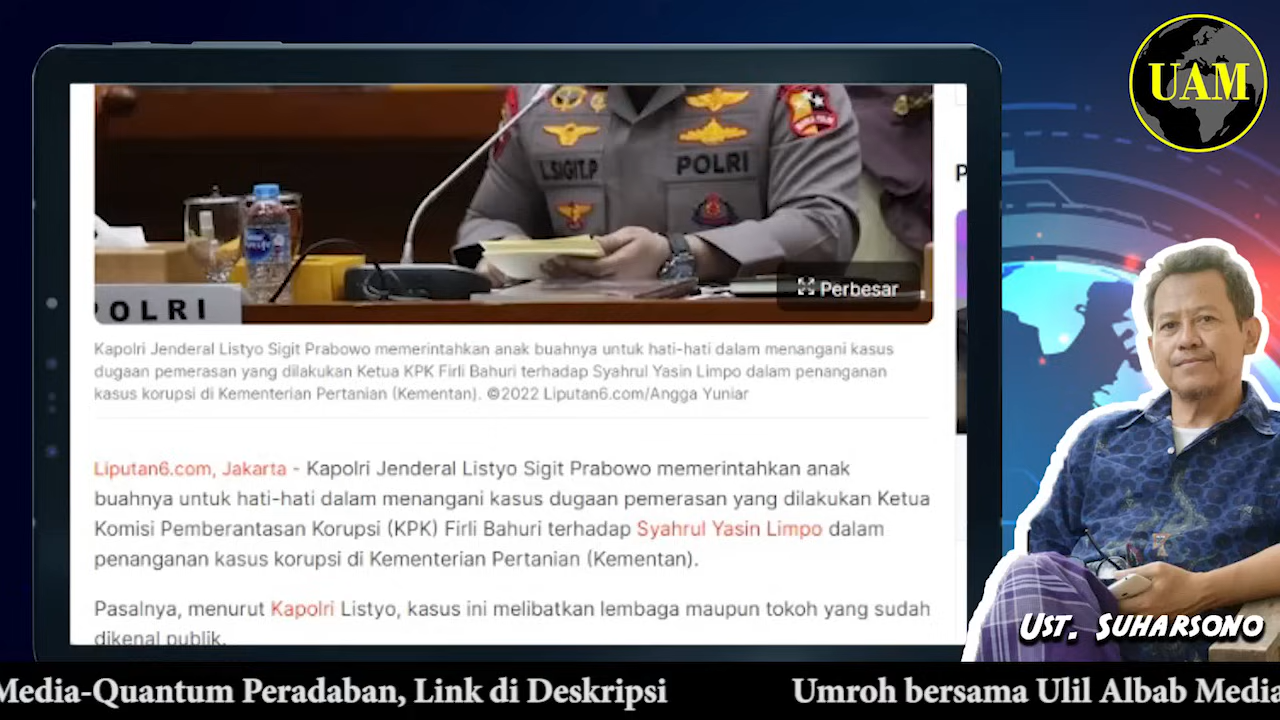 UAM
L.SIGIT.P
POLRI
POLRI
Perbesar
Kapolri Jenderal Listyo Sigit Prabowo memerintahkan anak buahnya untuk hati-hati dalam menangani kasus
dugaan pemerasan yang dilakukan Ketua KPK Firli Bahuri terhadap Syahrul Yasin Limpo dalam penanganan
kasus korupsi di Kementerian Pertanian (Kementan). ©2022 Liputan6.com/Angga Yuniar
Liputan6.com, Jakarta - Kapolri Jenderal Listyo Sigit Prabowo memerintahkan anak
buahnya untuk hati-hati dalam menangani kasus dugaan pemerasan yang dilakukan Ketua
Komisi Pemberantasan Korupsi (KPK) Firli Bahuri terhadap Syahrul Yasin Limpo dalam
penanganan kasus korupsi di Kementerian Pertanian (Kementan).
Pasalnya, menurut Kapolri Listyo, kasus ini melibatkan lembaga maupun tokoh yang sudah
dikenal publik.
P
Ust. Suharsono
Media-Quantum Peradaban, Link di Deskripsi
Umroh bersama Ulil Albab Media